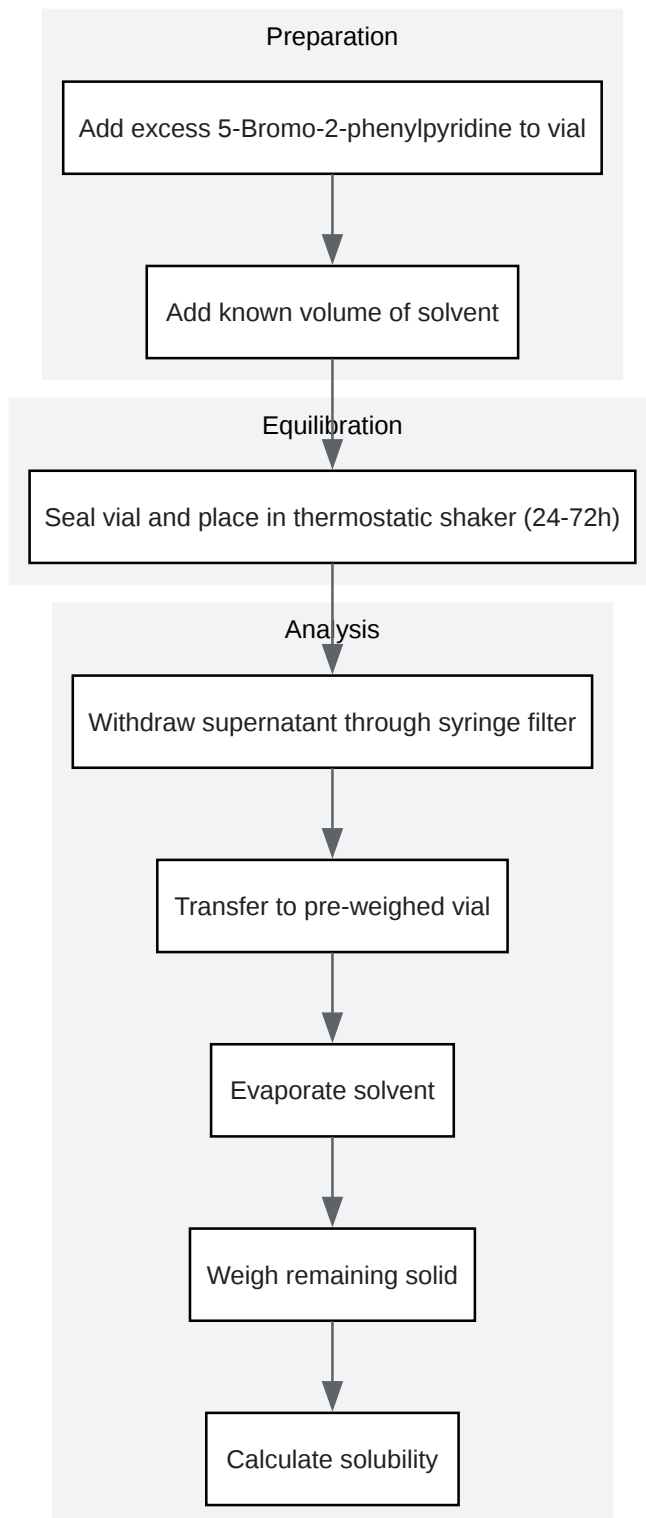 Preparation
Add excess 5-Bromo-2-phenylpyridine to vial
Add known volume of solvent
Equilibration
Seal vial and place in thermostatic shaker (24-72h)
Analysis
Withdraw supernatant through syringe filter
Transfer to pre-weighed vial
Evaporate solvent
Weigh remaining solid
Calculate solubility